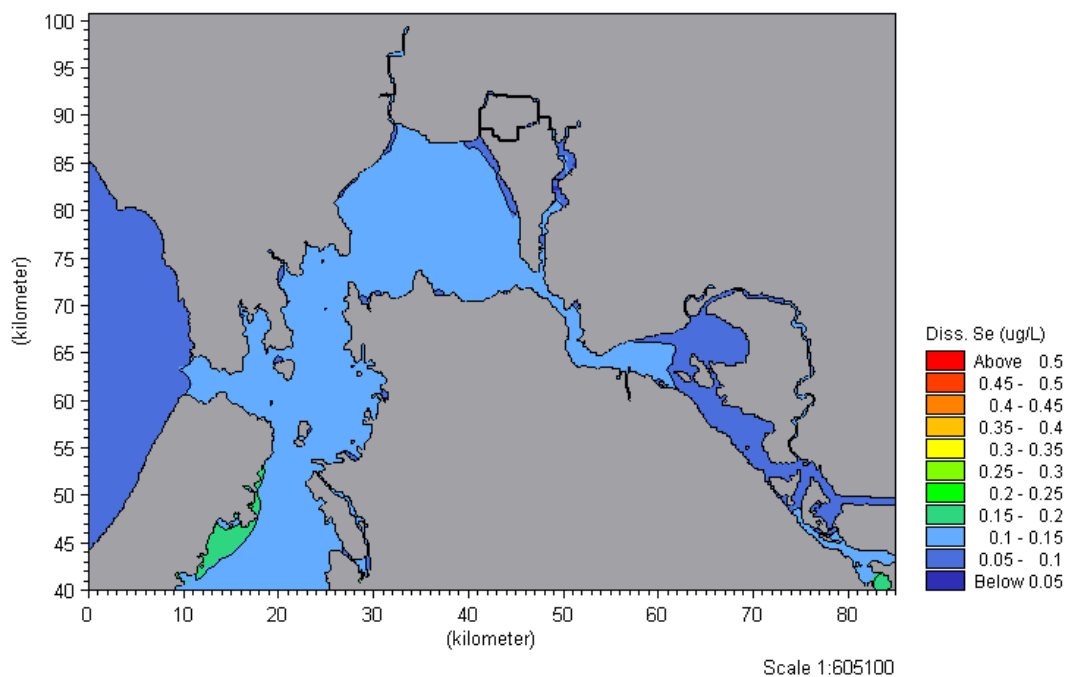 100
95
90
85
80
75
70
65
60
55
50
45
40
(kilometer)
0 10 20 30 40 50 60 70 80
(kilometer)
Scale 1:605100
Diss. Se (ug/L)
Above 0.5
0.45 - 0.5
0.4 - 0.45
0.35 - 0.4
0.3 - 0.35
0.25 - 0.3
0.2 - 0.25
0.15 - 0.2
0.1 - 0.15
0.05 - 0.1
Below 0.05